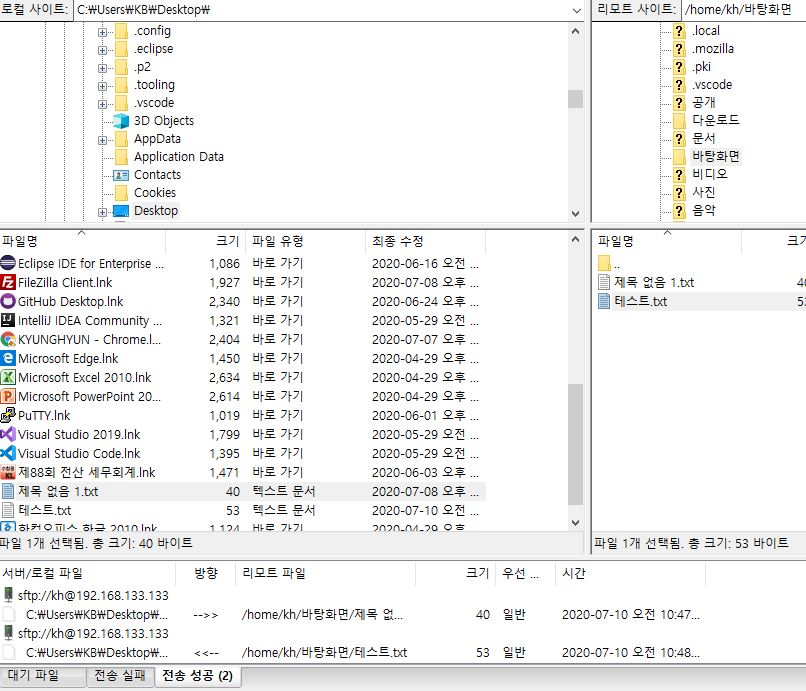 로컬 사이트: C:\Users\KB\Desktop\
.config
.eclipse
.p2
.tooling
.vscode
3D Objects
AppData
Application Data
Contacts
Cookies
Desktop
리모트 사이트: /home/kh/바탕화면
.local
.mozilla
.pki
.vscode
공개
다운로드
문서
바탕화면
비디오
사진
음악
파일명 크기 파일 유형 최종 수정
Eclipse IDE for Enterprise ... 1,086 바로 가기 2020-06-16 오전 ...
FileZilla Client.lnk 1,927 바로 가기 2020-07-08 오후 ...
GitHub Desktop.lnk 2,340 바로 가기 2020-06-24 오후 ...
IntelliJ IDEA Community ... 1,321 바로 가기 2020-05-29 오전 ...
KYUNGHYUN - Chrome.l... 2,404 바로 가기 2020-07-07 오후 ...
Microsoft Edge.lnk 1,450 바로 가기 2020-04-29 오후 ...
Microsoft Excel 2010.lnk 2,634 바로 가기 2020-04-29 오후 ...
Microsoft PowerPoint 20... 2,614 바로 가기 2020-04-29 오후 ...
PuTTY.lnk 1,019 바로 가기 2020-06-01 오후 ...
Visual Studio 2019.lnk 1,799 바로 가기 2020-05-29 오전 ...
Visual Studio Code.lnk 1,395 바로 가기 2020-05-29 오전 ...
제88회 전산 세무회계.lnk 1,471 바로 가기 2020-06-03 오후 ...
제목 없음 1.txt 40 텍스트 문서 2020-07-08 오후 ...
테스트.txt 53 텍스트 문서 2020-07-10 오전 ...
한컴오피스 한글 2010.lnk 1,124 바로 가기 2020-04-29 오후 ...
파일 1개 선택됨. 총 크기: 40 바이트
파일명 크기
..
제목 없음 1.txt 40
테스트.txt 53
파일 1개 선택됨. 총 크기: 53 바이트
서버/로컬 파일 방향 리모트 파일 크기 우선 ... 시간
sftp://kh@192.168.133.133
C:\Users\KB\Desktop\... -->> /home/kh/바탕화면/제목 없... 40 일반 2020-07-10 오전 10:47...
sftp://kh@192.168.133.133
C:\Users\KB\Desktop\... <<-- /home/kh/바탕화면/테스트.txt 53 일반 2020-07-10 오전 10:48...
대기 파일 전송 실패 전송 성공 (2)